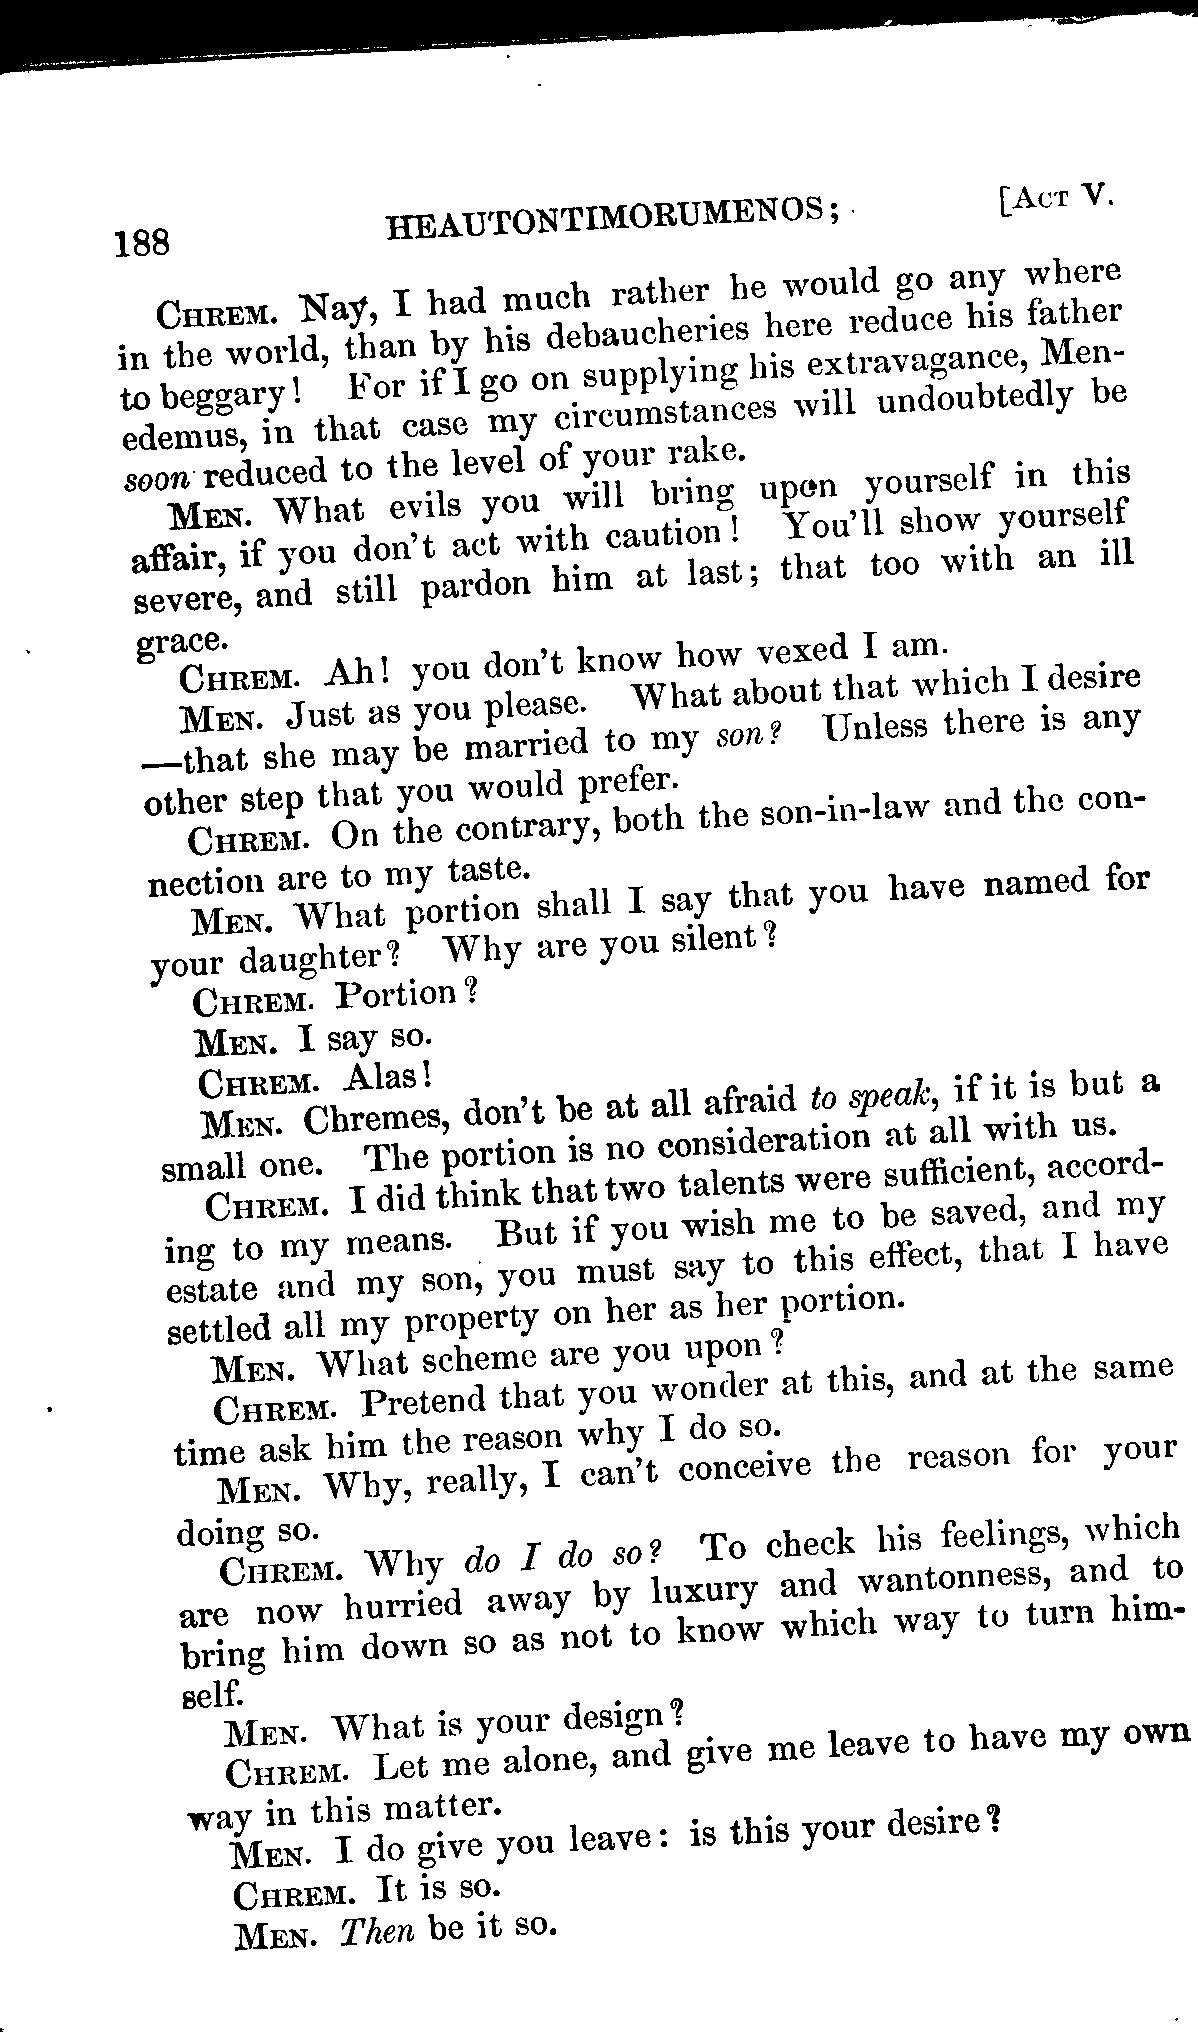 188 HEAUTONTIMORUMENOS; [ACT V.
CHREM. Nay, I had much rather he would go any where
in the world, than by his debaucheries here reduce his father
to beggary! For if I go on supplying his extravagance, Men-
edemus, in that case my circumstances will undoubtedly be
soon reduced to the level of your rake.
MEN. What evils you will bring upon yourself in this
affair, if you don't act with caution! You'll show yourself
severe, and still pardon him at last; that too with an ill
grace.
CHREM. Ah! you don't know how vexed I am.
MEN. Just as you please. What about that which I desire
—that she may be married to my son? Unless there is any
other step that you would prefer.
CHREM. On the contrary, both the son-in-law and the con-
nection are to my taste.
MEN. What portion shall I say that you have named for
your daughter? Why are you silent?
CHREM. Portion?
MEN. I say so.
CHREM. Alas!
MEN. Chremes, don't be at all afraid to speak, if it is but a
small one. The portion is no consideration at all with us.
CHREM. I did think that two talents were sufficient, accord-
ing to my means. But if you wish me to be saved, and my
estate and my son, you must say to this effect, that I have
settled all my property on her as her portion.
MEN. What scheme are you upon?
CHREM. Pretend that you wonder at this, and at the same
time ask him the reason why I do so.
MEN. Why, really, I can't conceive the reason for your
doing so.
CHREM. Why do I do so? To check his feelings, which
are now hurried away by luxury and wantonness, and to
bring him down so as not to know which way to turn him-
self.
MEN. What is your design?
CHREM. Let me alone, and give me leave to have my own
way in this matter.
MEN. I do give you leave: is this your desire?
CHREM. It is so.
MEN. Then be it so.